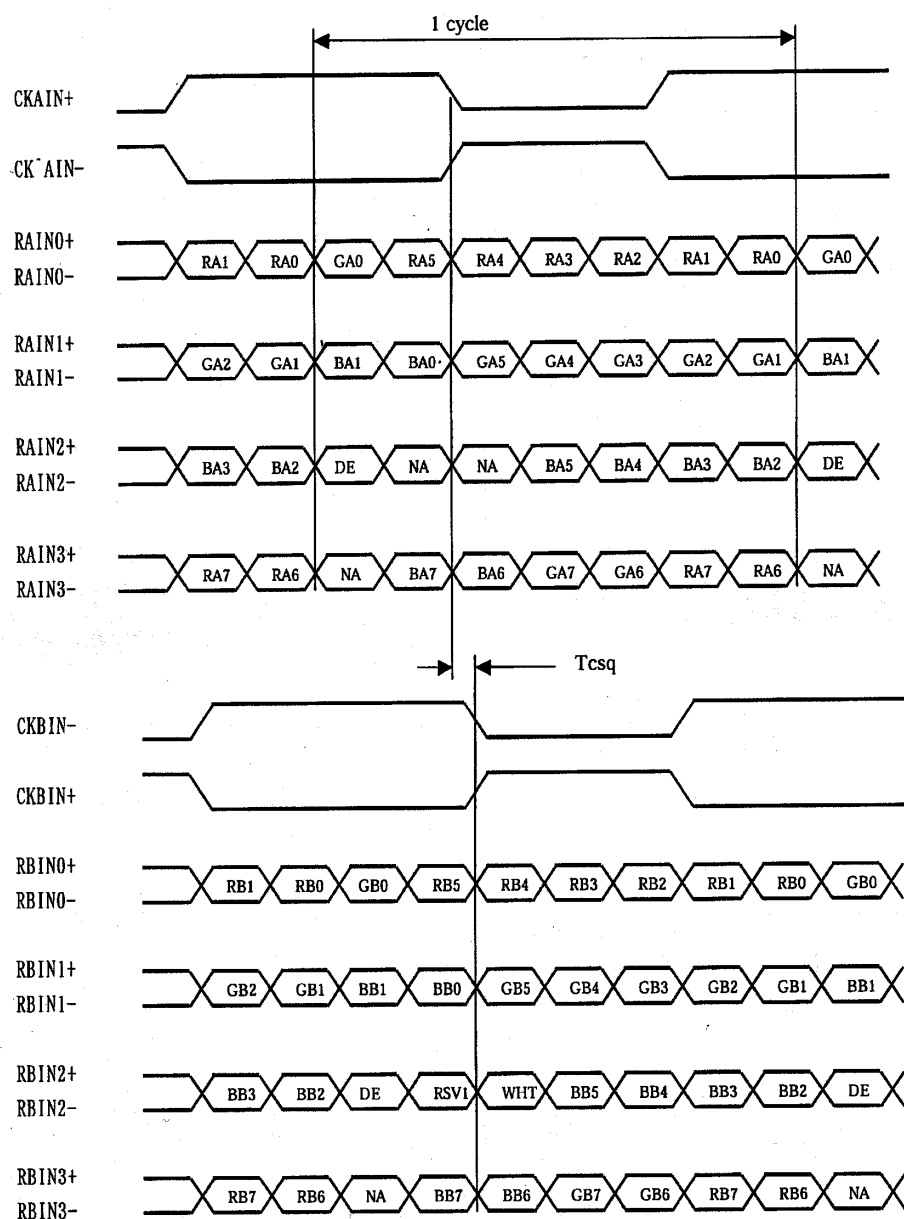 1 cycle
CKAIN+
CK-AIN-
RAIN0+
RA1 RA0 GA0 RA5 RA4 RA3 RA2 RA1 RA0 GA0
RAIN0-
RAIN1+
GA2 GA1 BA1 BA0 GA5 GA4 GA3 GA2 GA1 BA1
RAIN1-
RAIN2+
BA3 BA2 DE NA NA BA5 BA4 BA3 BA2 DE
RAIN2-
RAIN3+
RA7 RA6 NA BA7 BA6 GA7 GA6 RA7 RA6 NA
RAIN3-
Tcsq
CKBIN-
CKBIN+
RBIN0+
RB1 RB0 GB0 RB5 RB4 RB3 RB2 RB1 RB0 GB0
RBIN0-
RBIN1+
GB2 GB1 BB1 BB0 GB5 GB4 GB3 GB2 GB1 BB1
RBIN1-
RBIN2+
BB3 BB2 DE RSV1 WHT BB5 BB4 BB3 BB2 DE
RBIN2-
RBIN3+
RB7 RB6 NA BB7 BB6 GB7 GB6 RB7 RB6 NA
RBIN3-